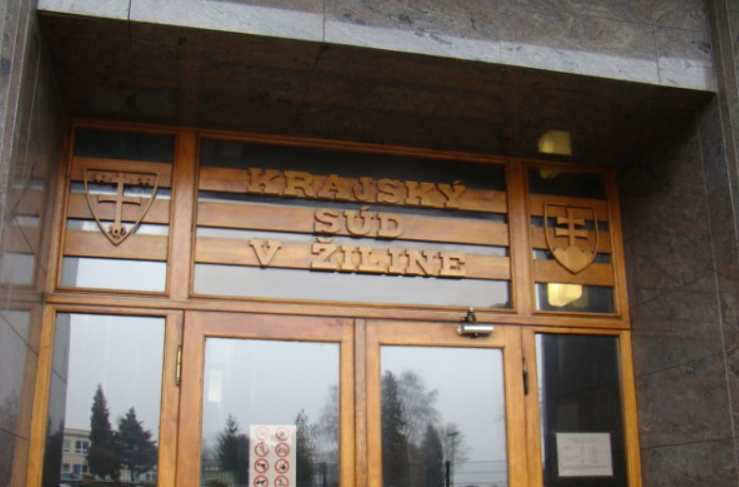 KRAJSKÝ
SÚD
V ŽILINE